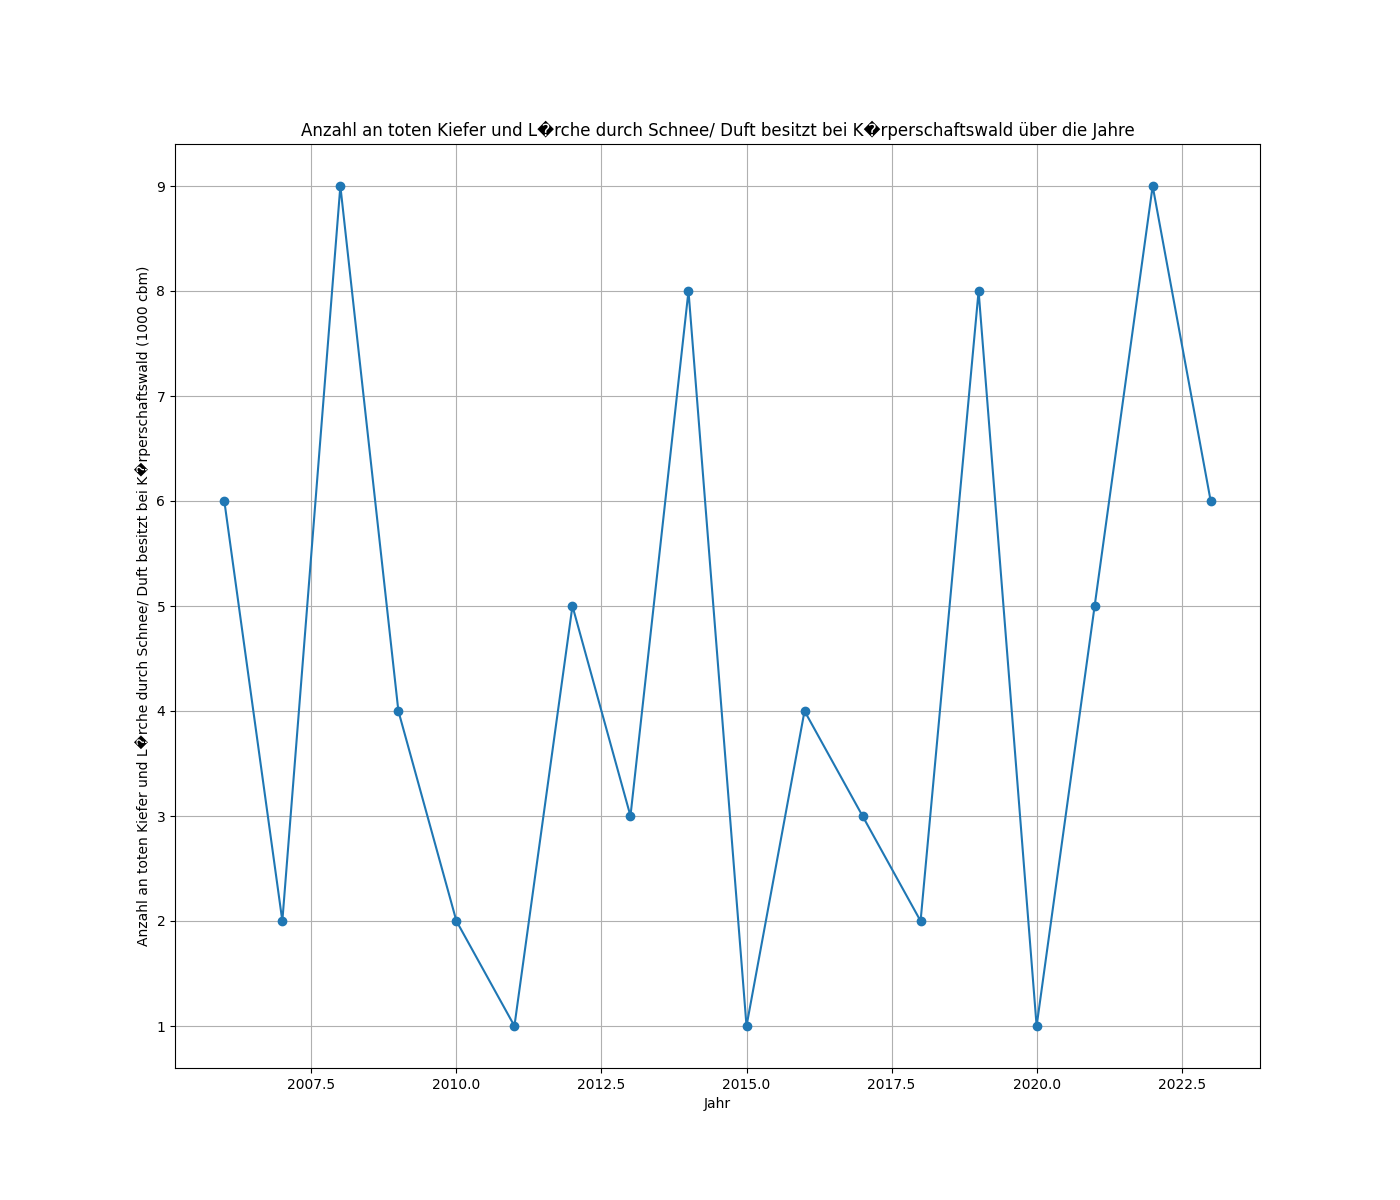 Anzahl an toten Kiefer und L�rche durch Schnee/ Duft besitzt bei K�rperschaftswald über die Jahre
Anzahl an toten Kiefer und L�rche durch Schnee/ Duft besitzt bei K�rperschaftswald (1000 cbm)
9
8
7
6
5
4
3
2
1
2007.5 2010.0 2012.5 2015.0 2017.5 2020.0 2022.5
Jahr